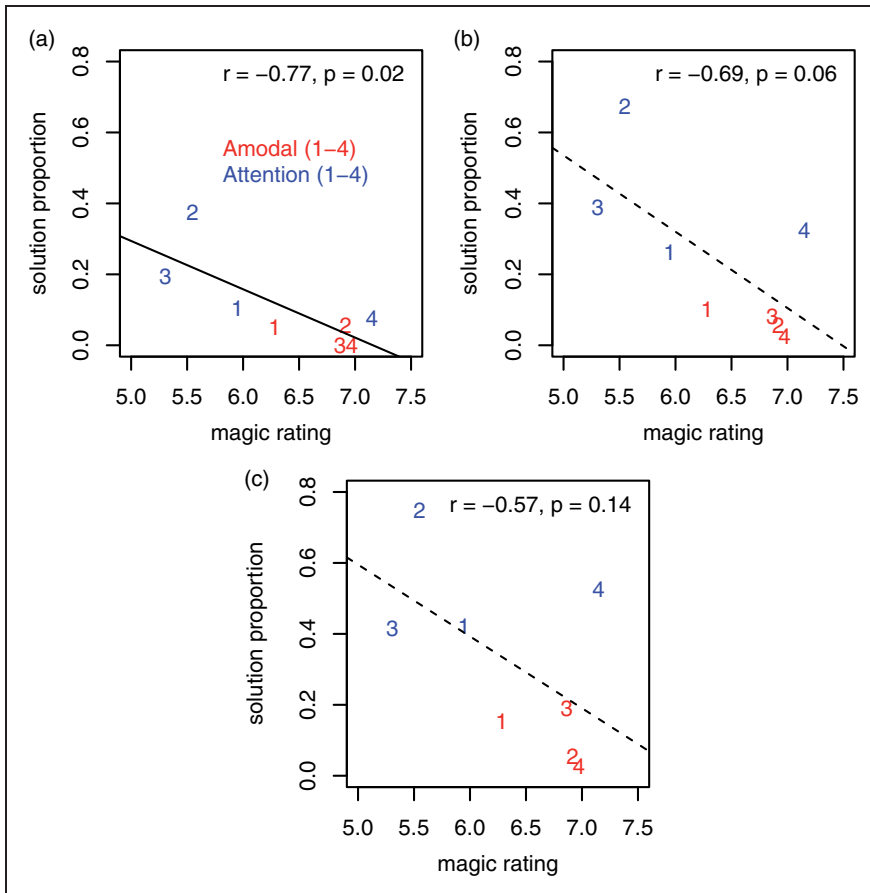 (a)
r = −0.77, p = 0.02
Amodal (1−4)
Attention (1−4)
solution proportion
0.0 0.2 0.4 0.6 0.8
2
3
1
4
1
2
3 4
5.0 5.5 6.0 6.5 7.0 7.5
magic rating
(b)
r = −0.69, p = 0.06
solution proportion
0.0 0.2 0.4 0.6 0.8
2
3
4
1
1
3
2
4
5.0 5.5 6.0 6.5 7.0 7.5
magic rating
(c)
r = −0.57, p = 0.14
solution proportion
0.0 0.2 0.4 0.6 0.8
2
4
3 1
3
1
2
4
5.0 5.5 6.0 6.5 7.0 7.5
magic rating